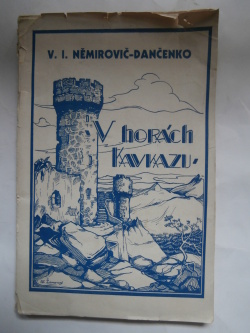 V. I. NĚMIROVIČ-DANČENKO
V horách
Kavkazu